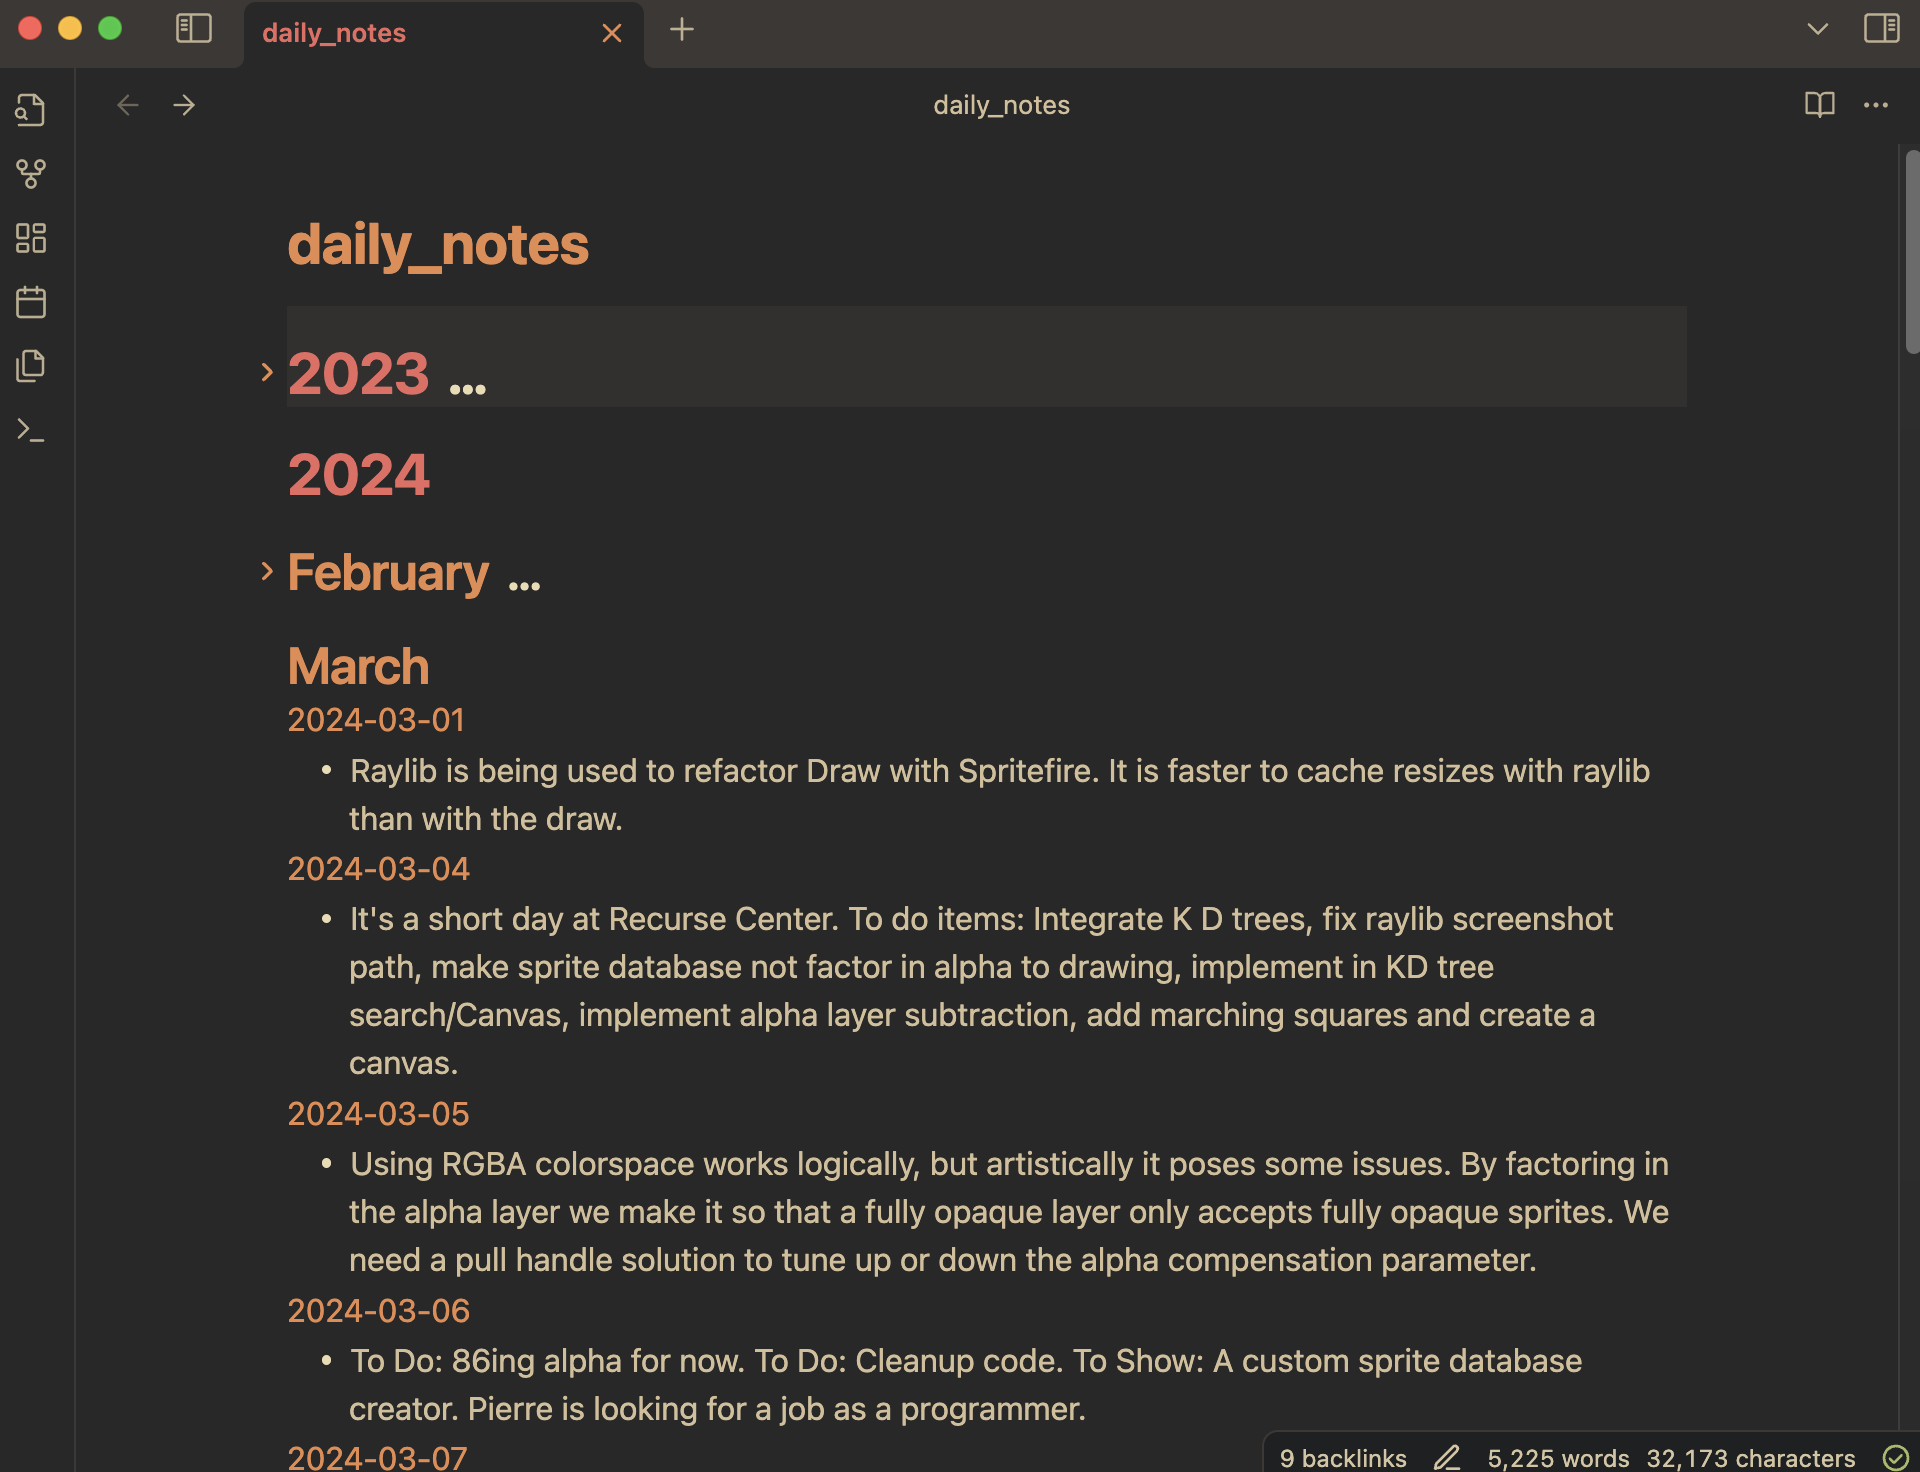 daily_notes
daily_notes
daily_notes
2023 ...
2024
February ...
March
2024-03-01
• Raylib is being used to refactor Draw with Spritefire. It is faster to cache resizes with raylib
than with the draw.
2024-03-04
• It's a short day at Recurse Center. To do items: Integrate K D trees, fix raylib screenshot
path, make sprite database not factor in alpha to drawing, implement in KD tree
search/Canvas, implement alpha layer subtraction, add marching squares and create a
canvas.
2024-03-05
• Using RGBA colorspace works logically, but artistically it poses some issues. By factoring in
the alpha layer we make it so that a fully opaque layer only accepts fully opaque sprites. We
need a pull handle solution to tune up or down the alpha compensation parameter.
2024-03-06
• To Do: 86ing alpha for now. To Do: Cleanup code. To Show: A custom sprite database
creator. Pierre is looking for a job as a programmer.
2024-03-07
9 backlinks 5,225 words 32,173 characters